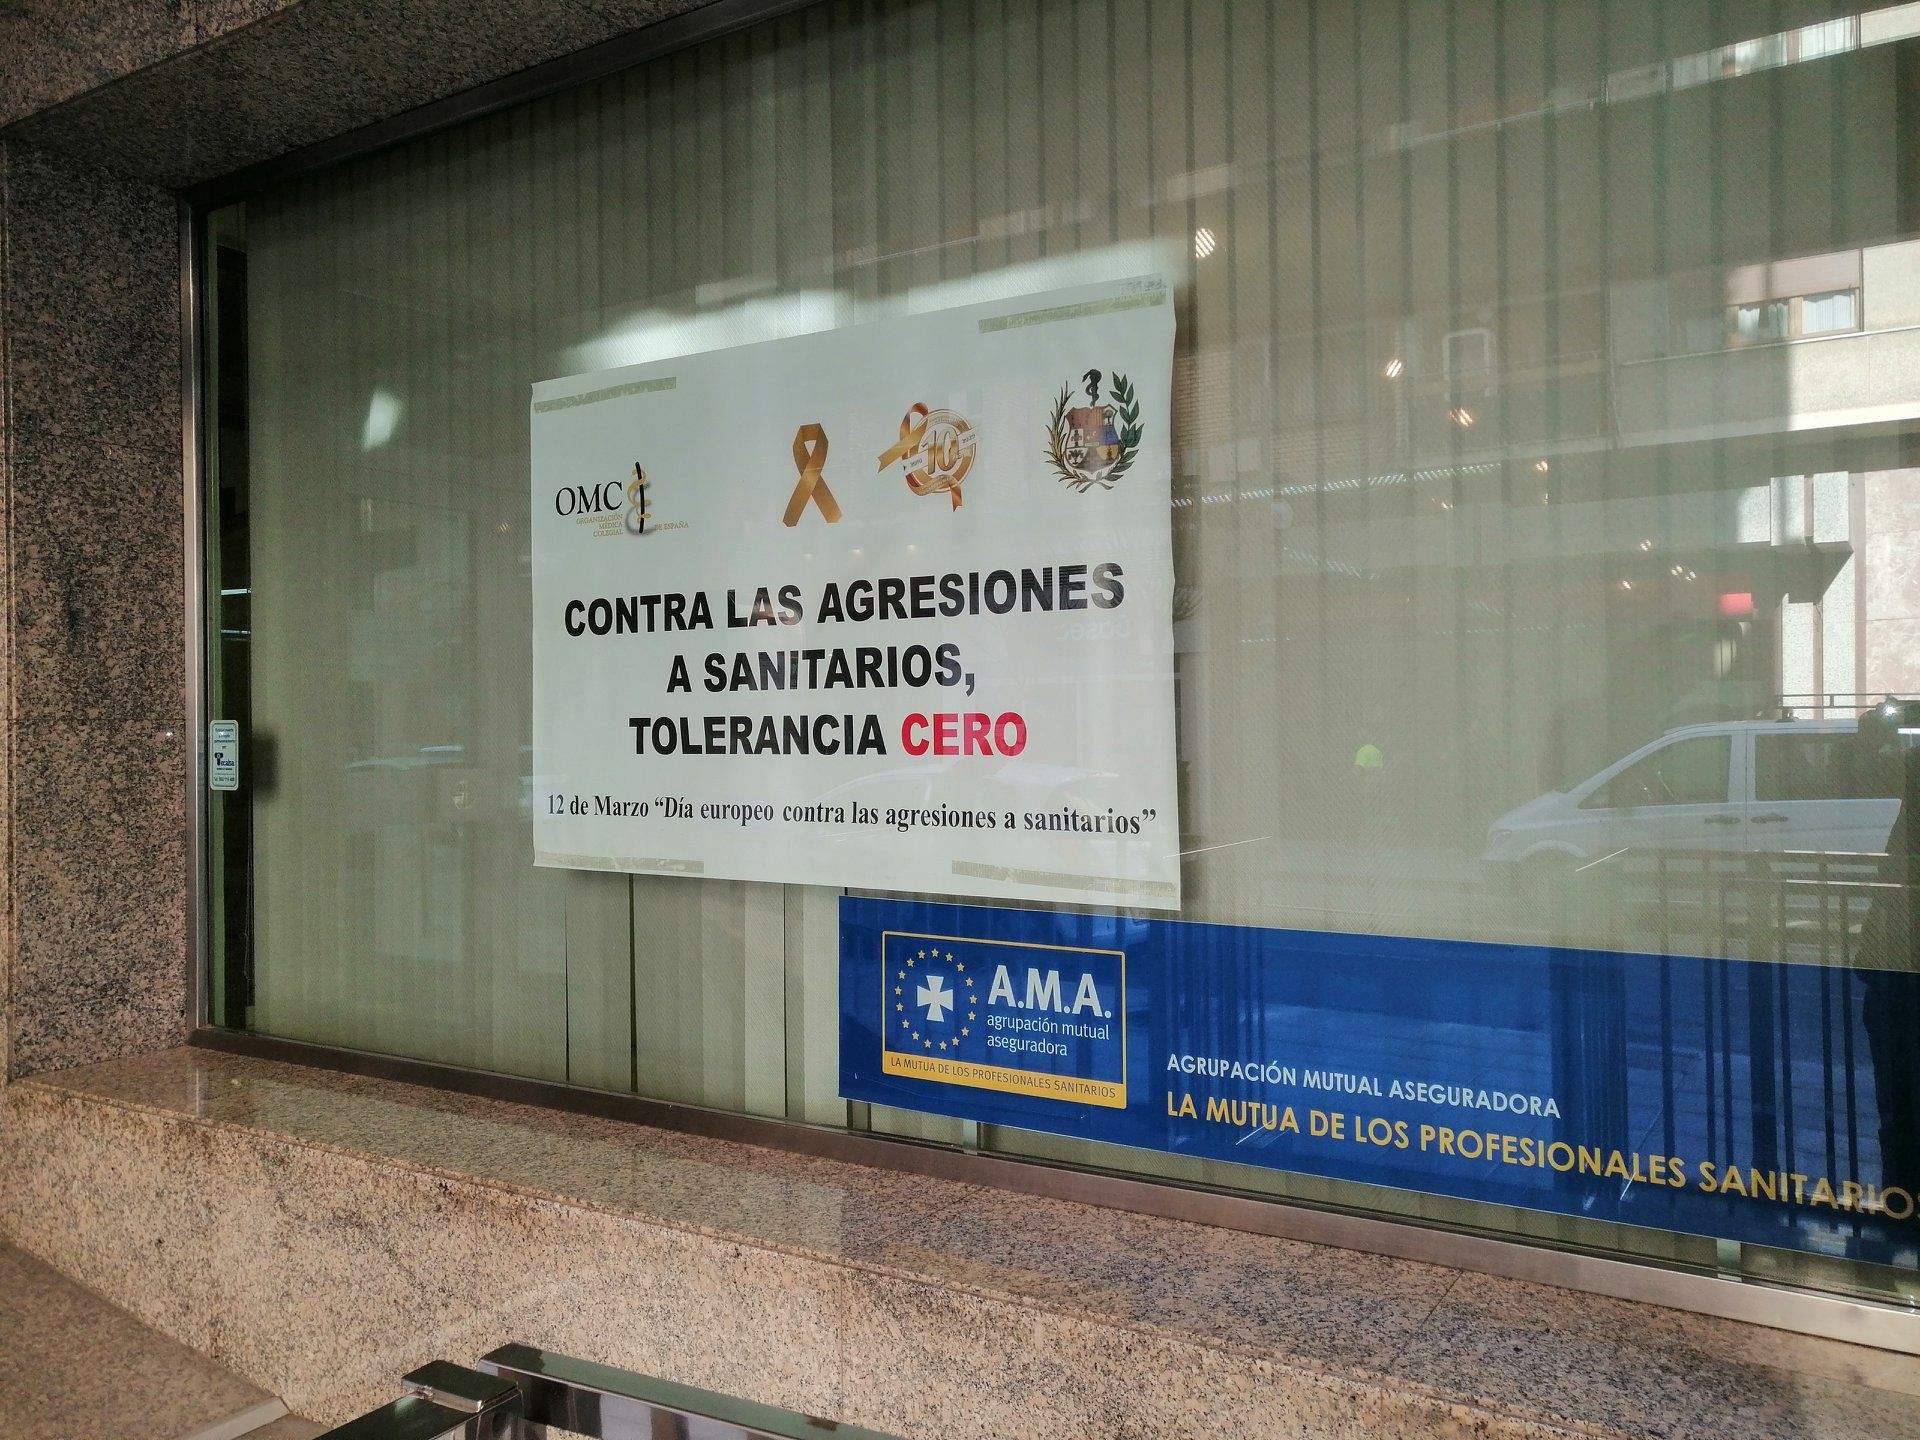 OMC
ORGANIZACIÓN
MÉDICA
COLEGIAL
DE ESPAÑA
10
CONTRA LAS AGRESIONES
A SANITARIOS,
TOLERANCIA CERO
12 de Marzo “Día europeo contra las agresiones a sanitarios”
A.M.A.
agrupación mutual
aseguradora
LA MUTUA DE LOS PROFESIONALES SANITARIOS
AGRUPACIÓN MUTUAL ASEGURADORA
LA MUTUA DE LOS PROFESIONALES SANITARIOS